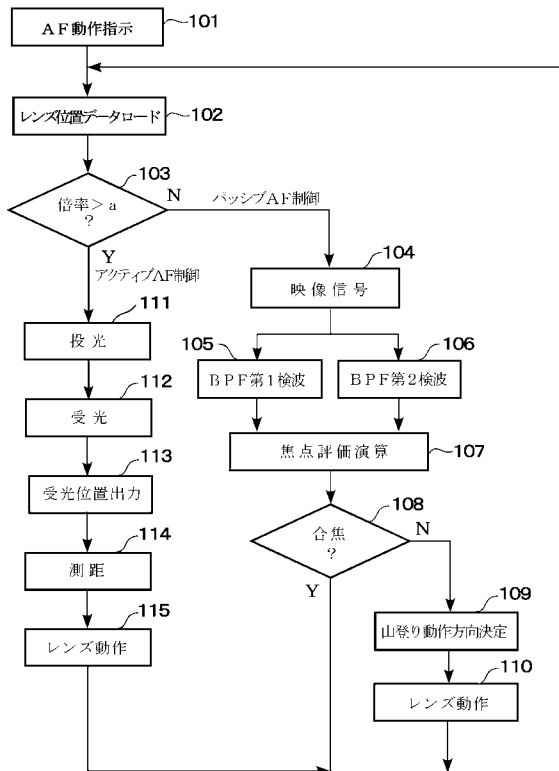 AF動作指示
101
レンズ位置データロード
102
103
倍率>a
?
N
パッシブAF制御
Y
アクティブAF制御
104
映像信号
111
投光
105
BPF第1検波
106
BPF第2検波
112
受光
焦点評価演算
107
113
受光位置出力
108
合焦
?
N
Y
114
測距
109
山登り動作方向決定
115
レンズ動作
110
レンズ動作